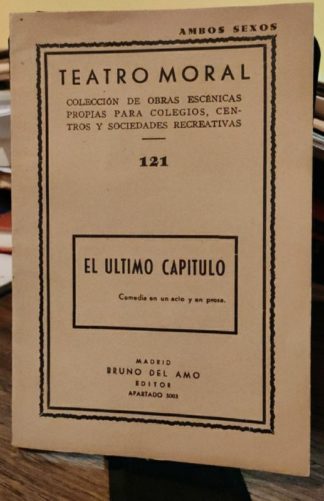 AMBOS SEXOS
TEATRO MORAL
COLECCIÓN DE OBRAS ESCÉNICAS
PROPIAS PARA COLEGIOS, CEN-
TROS Y SOCIEDADES RECREATIVAS
121
EL ULTIMO CAPITULO
Comedia en un acto y en prosa.
MADRID
BRUNO DEL AMO
EDITOR
APARTADO 5003